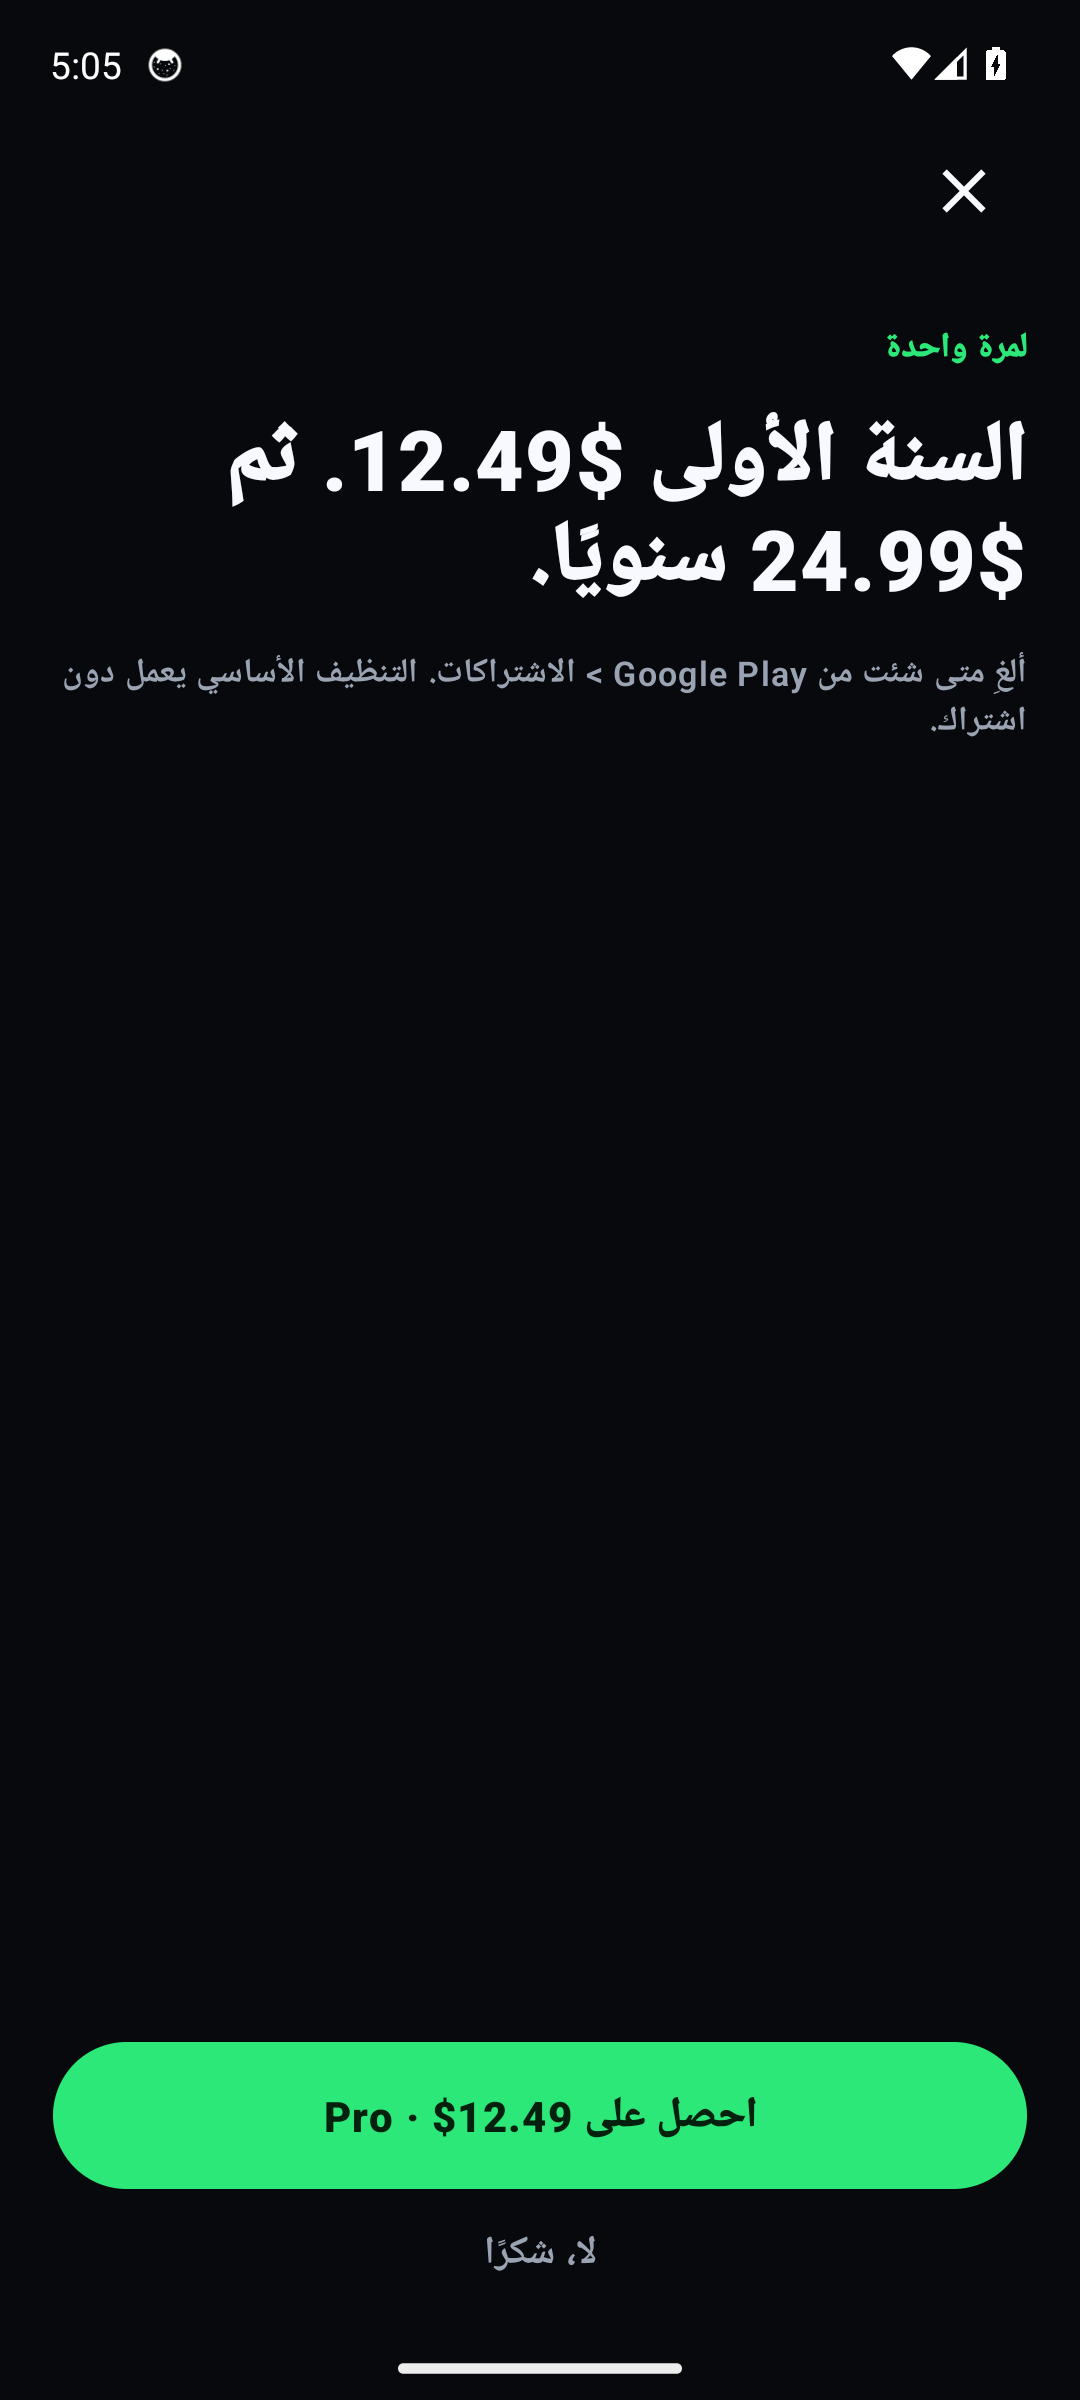 5:05
لمرة واحدة
السنة الأولى $12.49. ثم
$24.99 سنويًا.
ألغِ متى شئت من Google Play > الاشتراكات. التنظيف الأساسي يعمل دون
اشتراك.
احصل على Pro · $12.49
لا، شكرًا